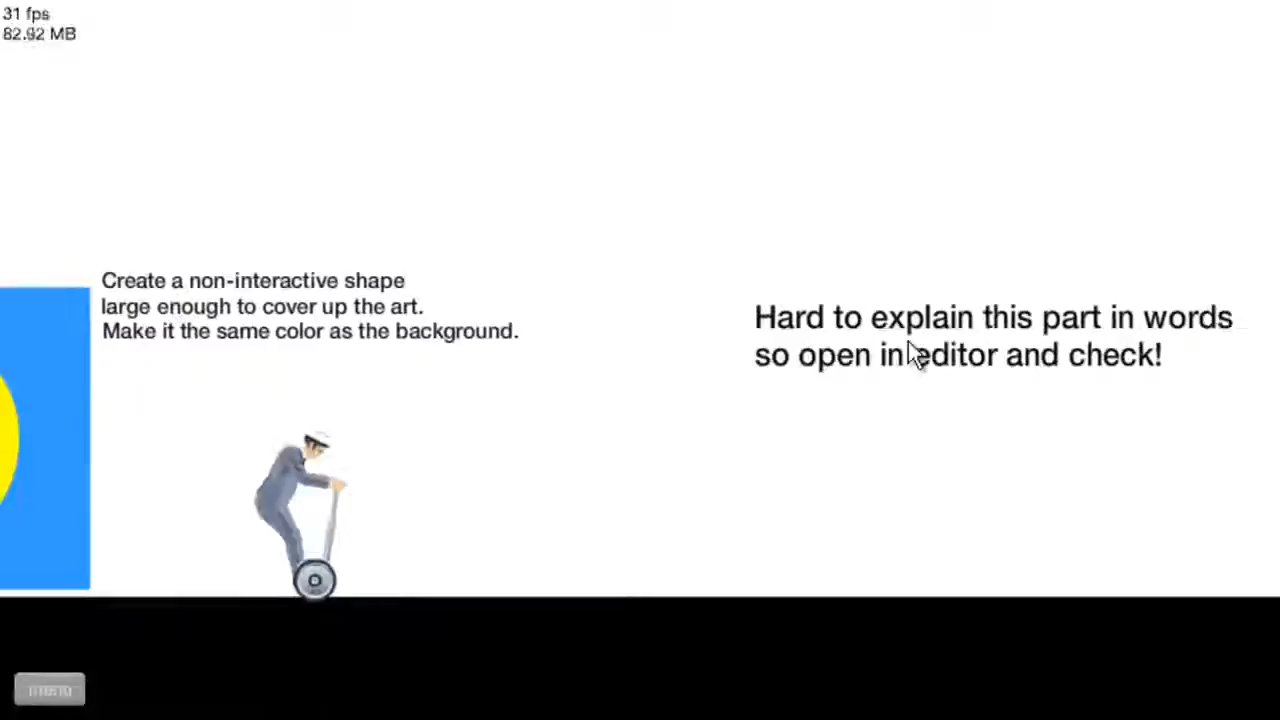 31 fps
82.92 MB
Create a non-interactive shape
large enough to cover up the art.
Make it the same color as the background.
Hard to explain this part in words
so open in editor and check!
menu